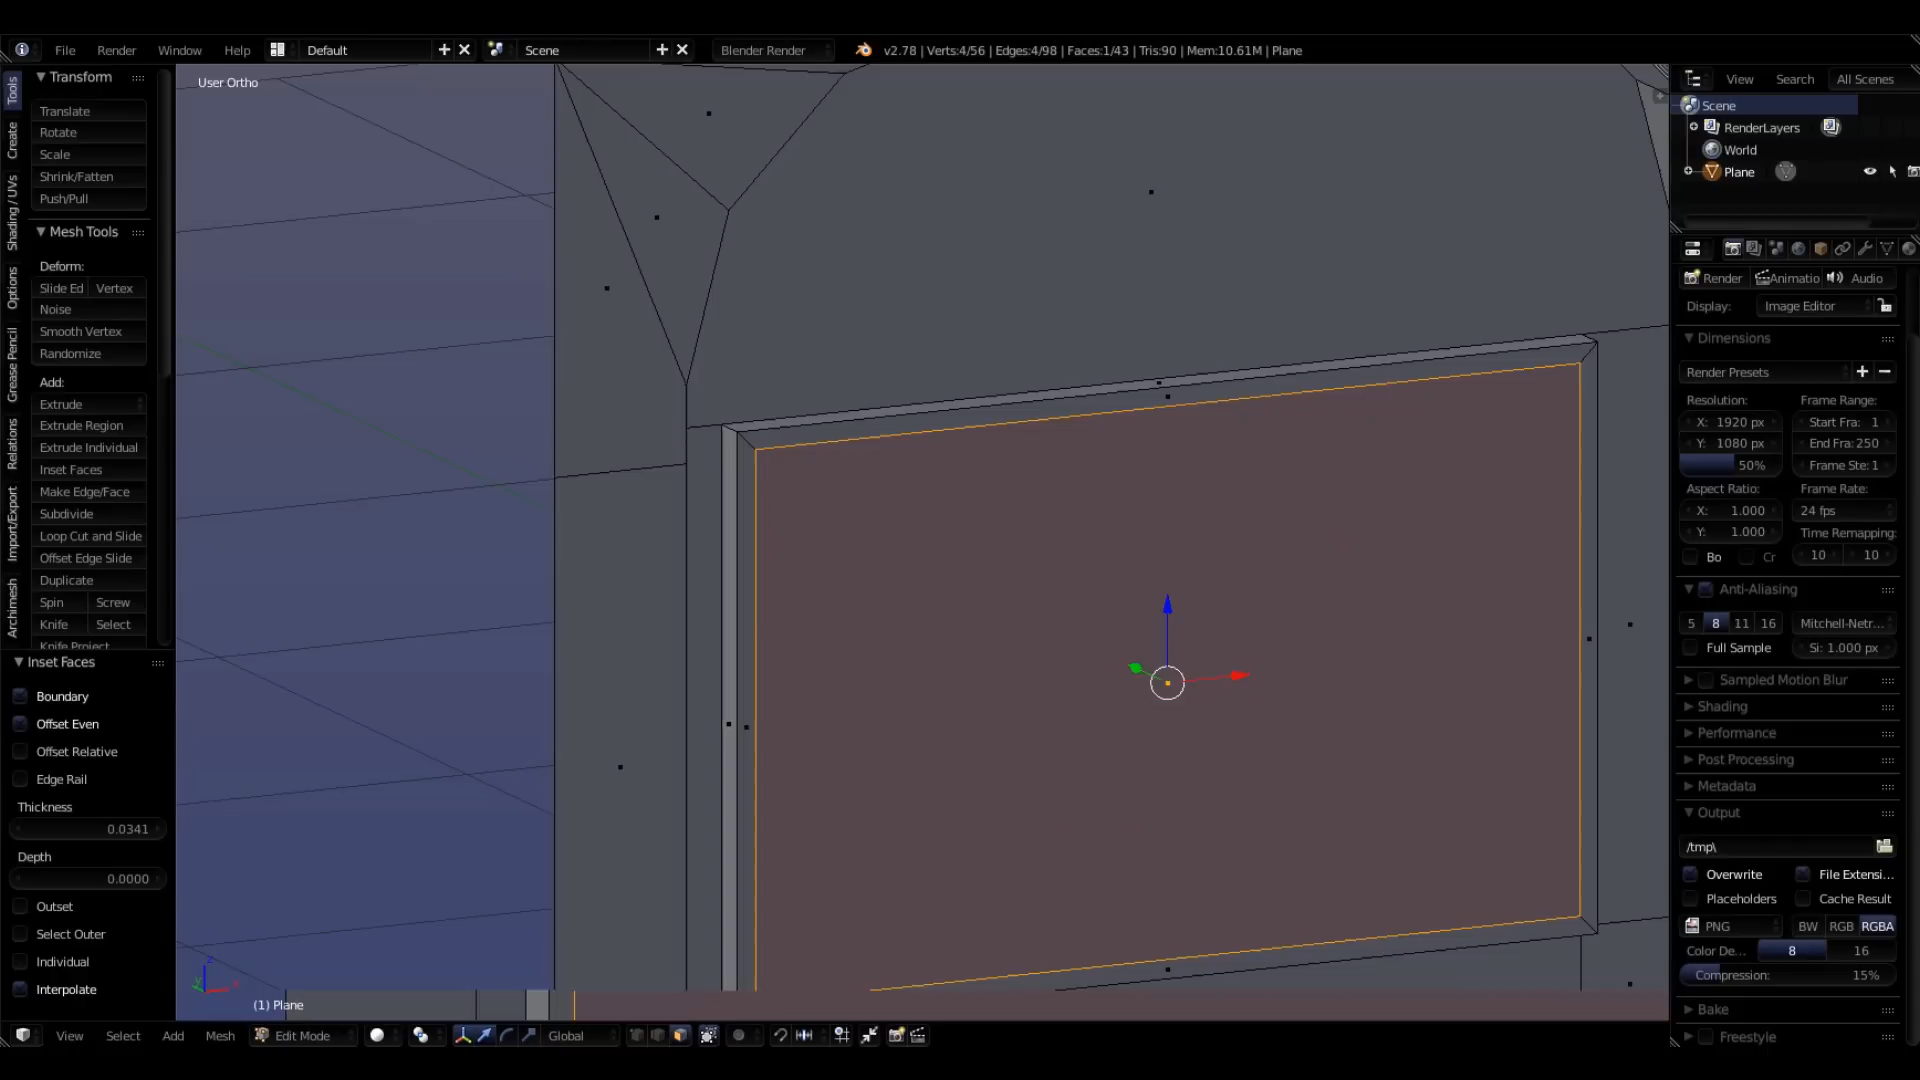 File Render Window Help Default Scene Blender Render v2.78 | Verts:4/56 | Edges:4/98 | Faces:1/43 | Tris:90 | Mem:10.61M | Plane
Tools
Create
Shading / UVs
Options
Grease Pencil
Relations
Import/Export
Archimesh
Transform
Translate
Rotate
Scale
Shrink/Fatten
Push/Pull
Mesh Tools
Deform:
Slide Ed Vertex
Noise
Smooth Vertex
Randomize
Add:
Extrude
Extrude Region
Extrude Individual
Inset Faces
Make Edge/Face
Subdivide
Loop Cut and Slide
Offset Edge Slide
Duplicate
Spin Screw
Knife Select
Knife Project
Inset Faces
Boundary
Offset Even
Offset Relative
Edge Rail
Thickness
0.0341
Depth
0.0000
Outset
Select Outer
Individual
Interpolate
User Ortho
(1) Plane
View Select Add Mesh Edit Mode Global
View Search All Scenes
Scene
RenderLayers
World
Plane
Render Animatio Audio
Display: Image Editor
Dimensions
Render Presets
Resolution: Frame Range:
X: 1920 px Start Fra: 1
Y: 1080 px End Fra: 250
50% Frame Ste: 1
Aspect Ratio: Frame Rate:
X: 1.000 24 fps
Y: 1.000 Time Remapping:
Bo Cr 10 10
Anti-Aliasing
5 8 11 16 Mitchell-Netr...
Full Sample Si: 1.000 px
Sampled Motion Blur
Shading
Performance
Post Processing
Metadata
Output
/tmp\
Overwrite File Extensi...
Placeholders Cache Result
PNG BW RGB RGBA
Color De... 8 16
Compression: 15%
Bake
Freestyle